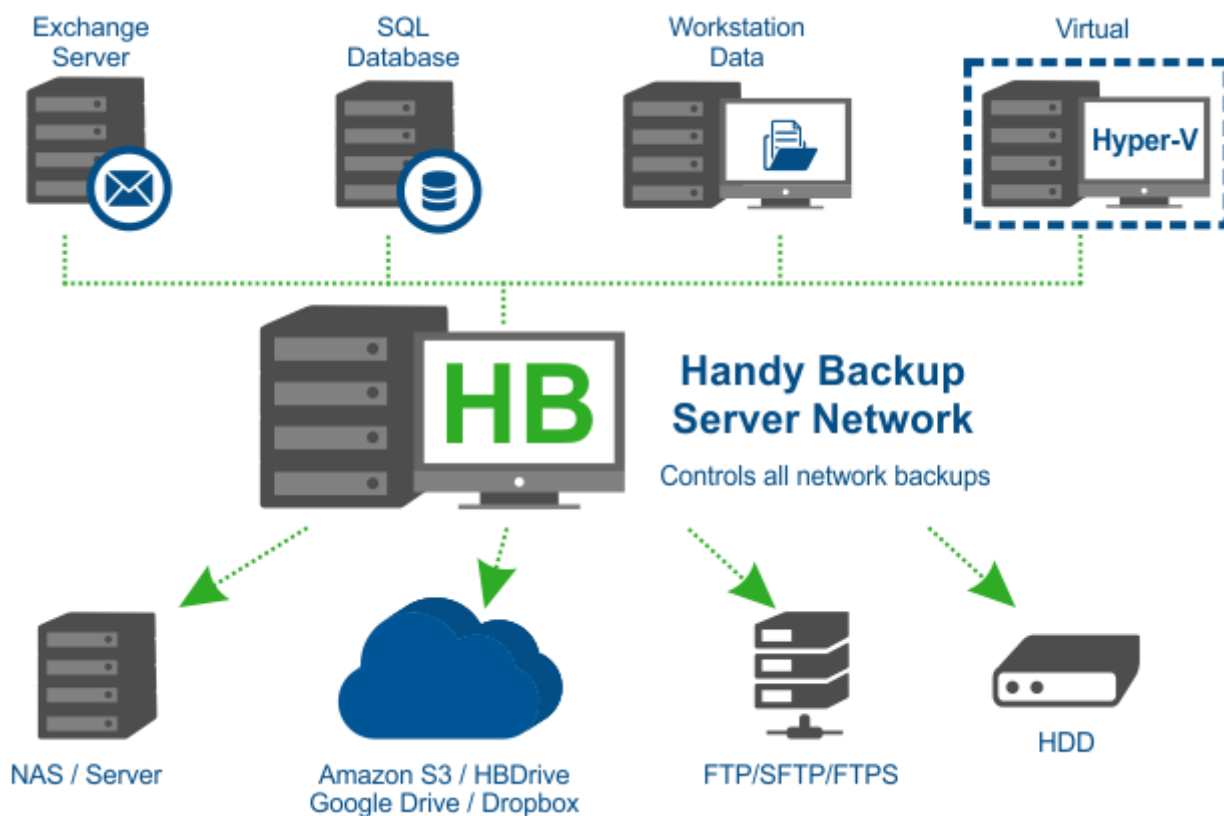 Exchange
Server
SQL
Database
Workstation
Data
Virtual
Hyper-V
HB
Handy Backup
Server Network
Controls all network backups
NAS / Server
Amazon S3 / HBDrive
Google Drive / Dropbox
FTP/SFTP/FTPS
HDD